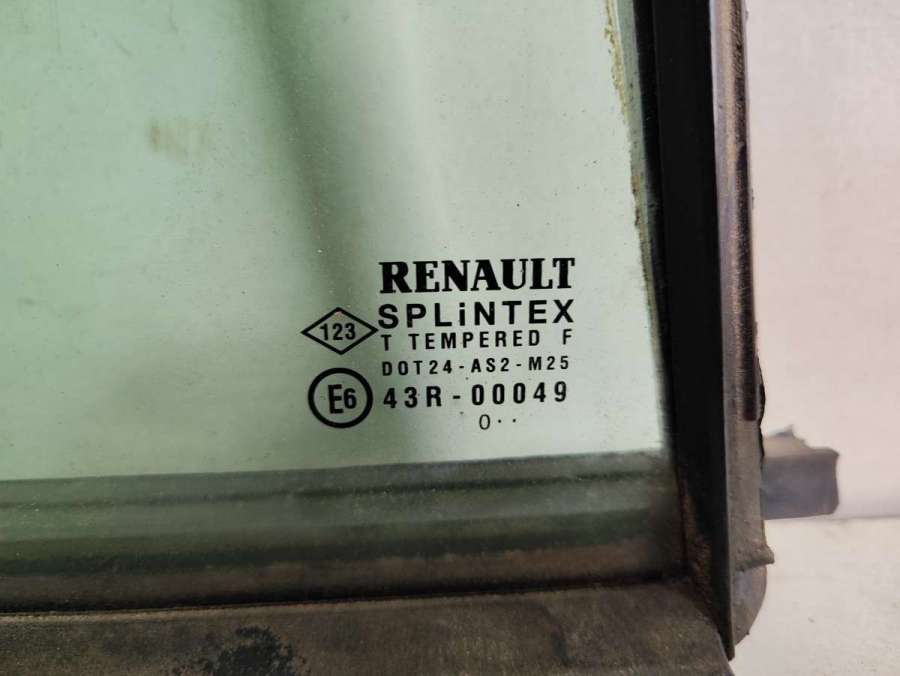 RENAULT
123 SPLiNTEX
T TEMPERED F
DOT24-AS2-M25
E6 43R-00049
0··